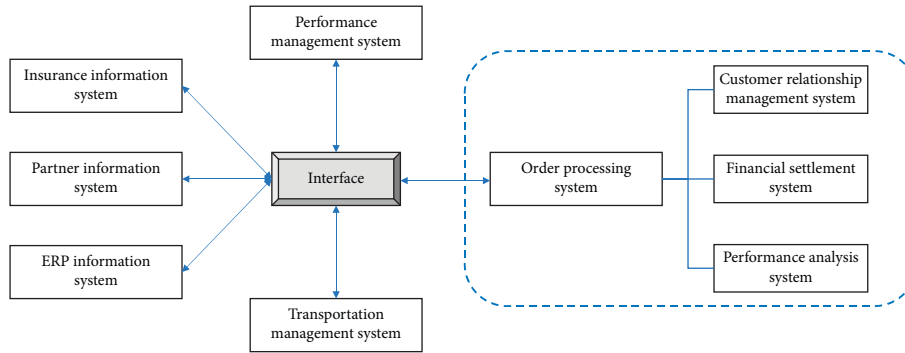 Performance
management system
Insurance information
system
Partner information
system
ERP information
system
Interface
Transportation
management system
Order processing
system
Customer relationship
management system
Financial settlement
system
Performance analysis
system